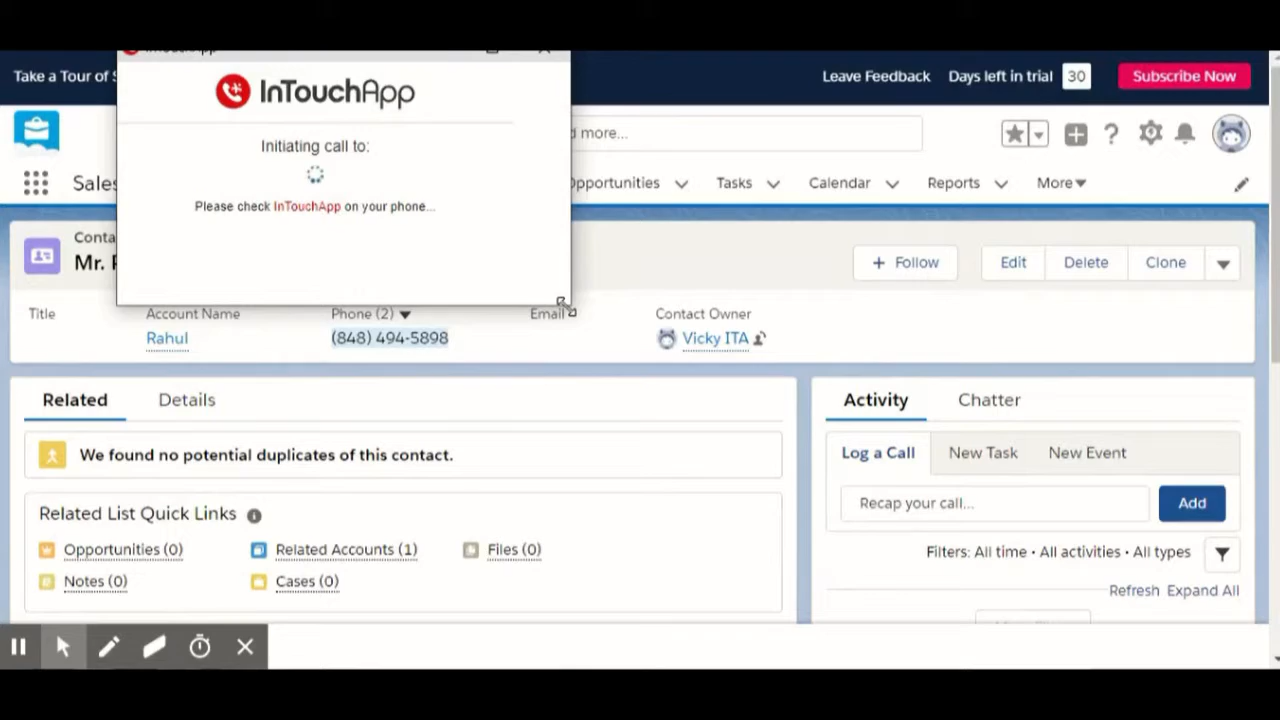 InTouchApp
Take a Tour of S
Leave Feedback
Days left in trial
30
Subscribe Now
InTouchApp
Initiating call to:
Please check InTouchApp on your phone...
d more...
Sales
Opportunities
Tasks
Calendar
Reports
More
Conta
Mr.
+ Follow
Edit
Delete
Clone
Title
Account Name
Phone (2)
Email
Contact Owner
Rahul
(848) 494-5898
Vicky ITA
Related
Details
We found no potential duplicates of this contact.
Related List Quick Links
Opportunities (0)
Related Accounts (1)
Files (0)
Notes (0)
Cases (0)
Activity
Chatter
Log a Call
New Task
New Event
Recap your call...
Add
Filters: All time • All activities • All types
Refresh
Expand All